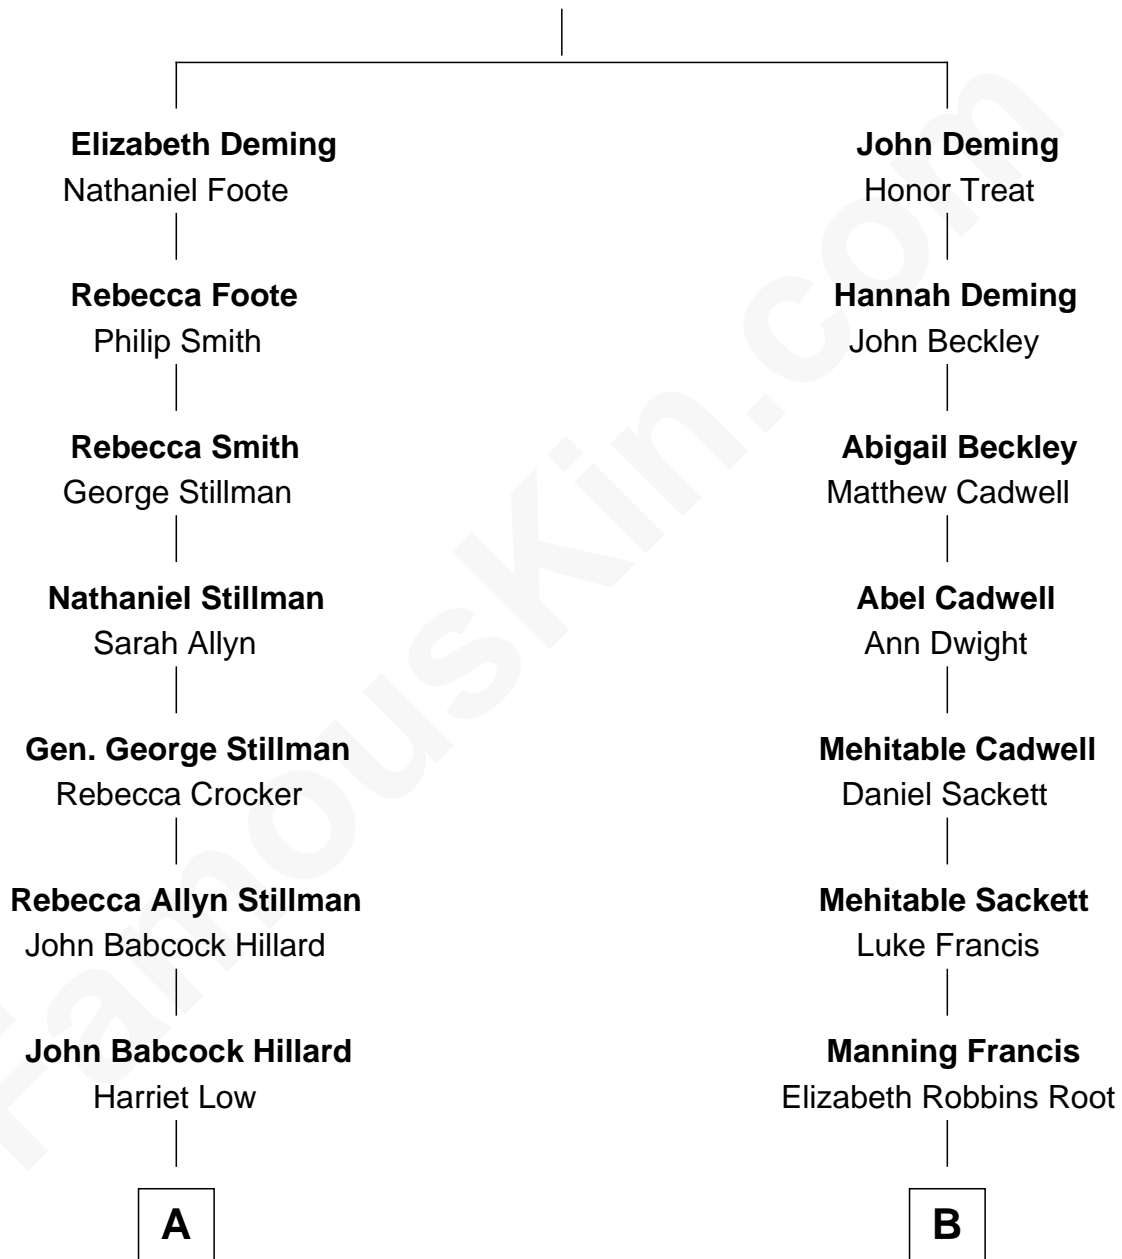 Elizabeth Deming
Nathaniel Foote
Rebecca Foote
Philip Smith
Rebecca Smith
George Stillman
Nathaniel Stillman
Sarah Allyn
Gen. George Stillman
Rebecca Crocker
Rebecca Allyn Stillman
John Babcock Hillard
John Babcock Hillard
Harriet Low
A
John Deming
Honor Treat
Hannah Deming
John Beckley
Abigail Beckley
Matthew Cadwell
Abel Cadwell
Ann Dwight
Mehitable Cadwell
Daniel Sackett
Mehitable Sackett
Luke Francis
Manning Francis
Elizabeth Robbins Root
B
FamousKin.com